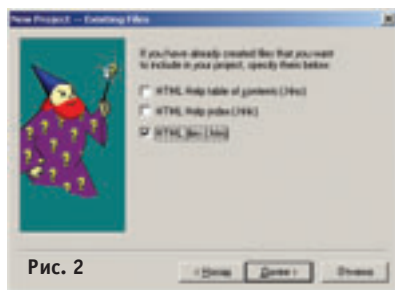 New Project -- Existing Files
If you have already created files that you want
to include in your project, specify them below:
HTML Help table of contents (.hhc)
HTML Help index (.hhk)
HTML files (.htm)
< Назад Далее > Отмена
Рис. 2